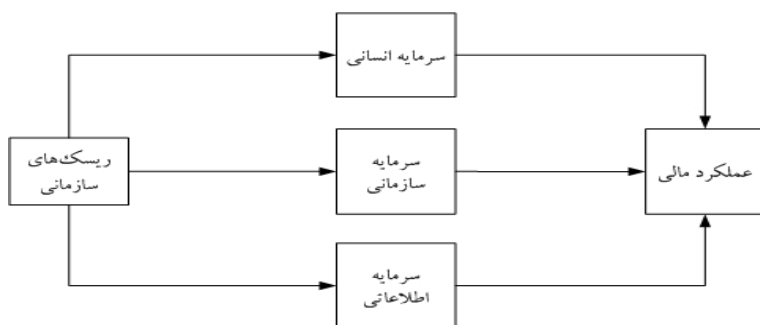 سرمایه انسانی
ریسک‌های
سازمانی
سرمایه
سازمانی
عملکرد مالی
سرمایه
اطلاعاتی